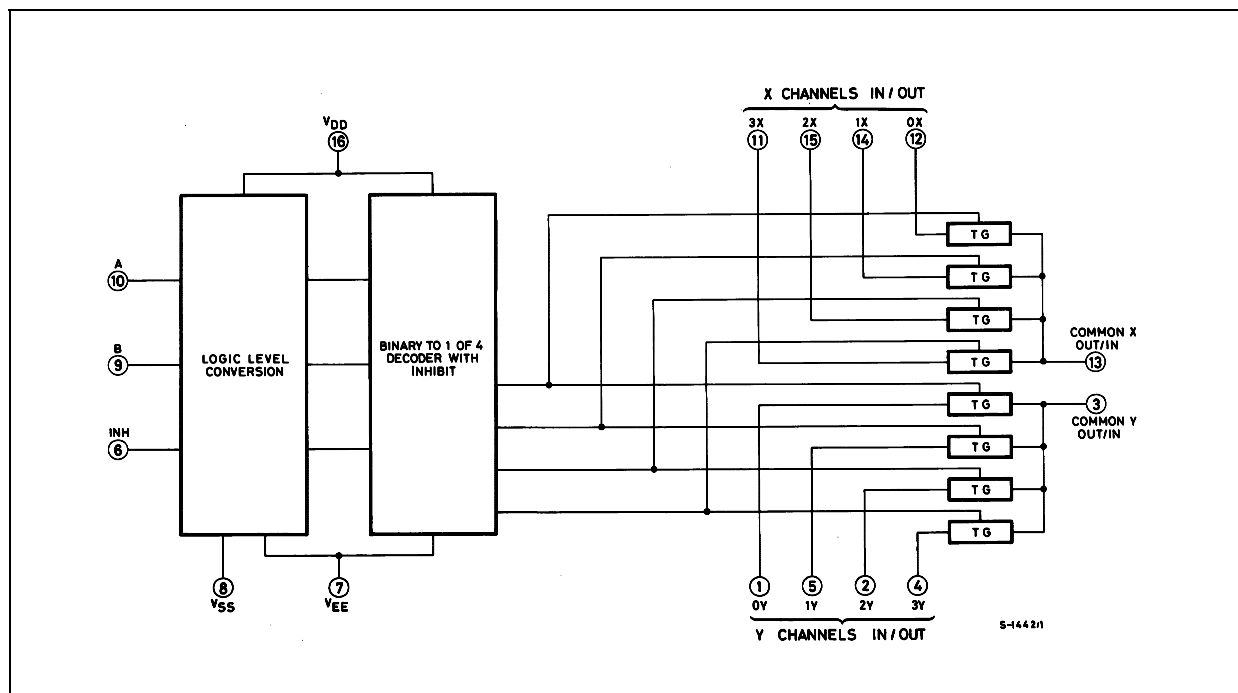 X CHANNELS IN / OUT
3X 2X 1X 0X
11 15 14 12
VDD
16
TG
TG
TG
TG
TG
TG
TG
TG
A
10
B
9
INH
6
LOGIC LEVEL
CONVERSION
BINARY TO 1 OF 4
DECODER WITH
INHIBIT
COMMON X
OUT/IN
13
3
COMMON Y
OUT/IN
8
VSS
7
VEE
1 5 2 4
0Y 1Y 2Y 3Y
Y CHANNELS IN / OUT
S-1442/1